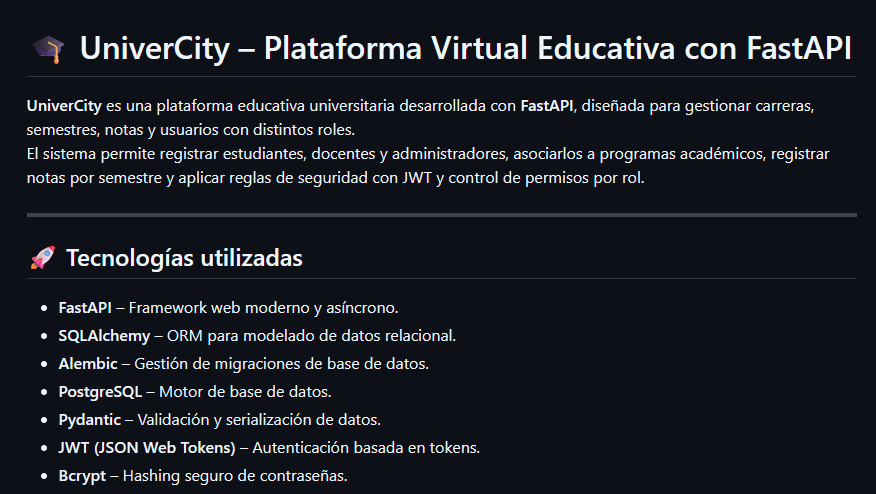 🎓 UniverCity – Plataforma Virtual Educativa con FastAPI
UniverCity es una plataforma educativa universitaria desarrollada con FastAPI, diseñada para gestionar carreras,
semestres, notas y usuarios con distintos roles.
El sistema permite registrar estudiantes, docentes y administradores, asociarlos a programas académicos, registrar
notas por semestre y aplicar reglas de seguridad con JWT y control de permisos por rol.
🚀 Tecnologías utilizadas
• FastAPI – Framework web moderno y asíncrono.
• SQLAlchemy – ORM para modelado de datos relacional.
• Alembic – Gestión de migraciones de base de datos.
• PostgreSQL – Motor de base de datos.
• Pydantic – Validación y serialización de datos.
• JWT (JSON Web Tokens) – Autenticación basada en tokens.
• Bcrypt – Hashing seguro de contraseñas.